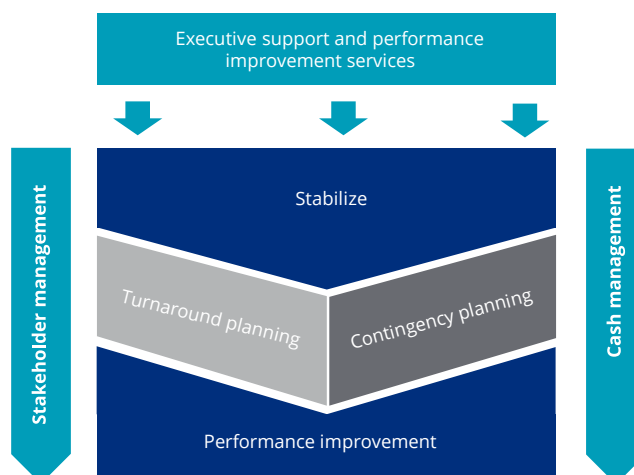 Executive support and performance
improvement services
Stabilize
Stakeholder management
Turnaround planning
Contingency planning
Cash management
Performance improvement